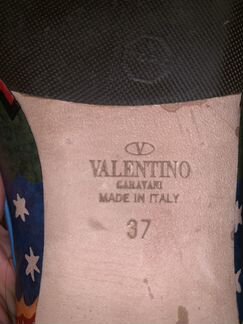 V
VALENTINO
GARAVANI
MADE IN ITALY
37